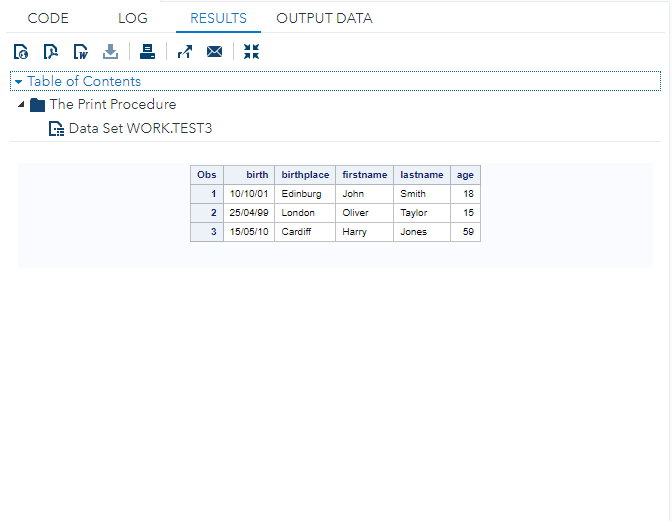 CODE LOG RESULTS OUTPUT DATA
Table of Contents
The Print Procedure
Data Set WORK.TEST3
Obs birth birthplace firstname lastname age
1 10/10/01 Edinburg John Smith 18
2 25/04/99 London Oliver Taylor 15
3 15/05/10 Cardiff Harry Jones 59